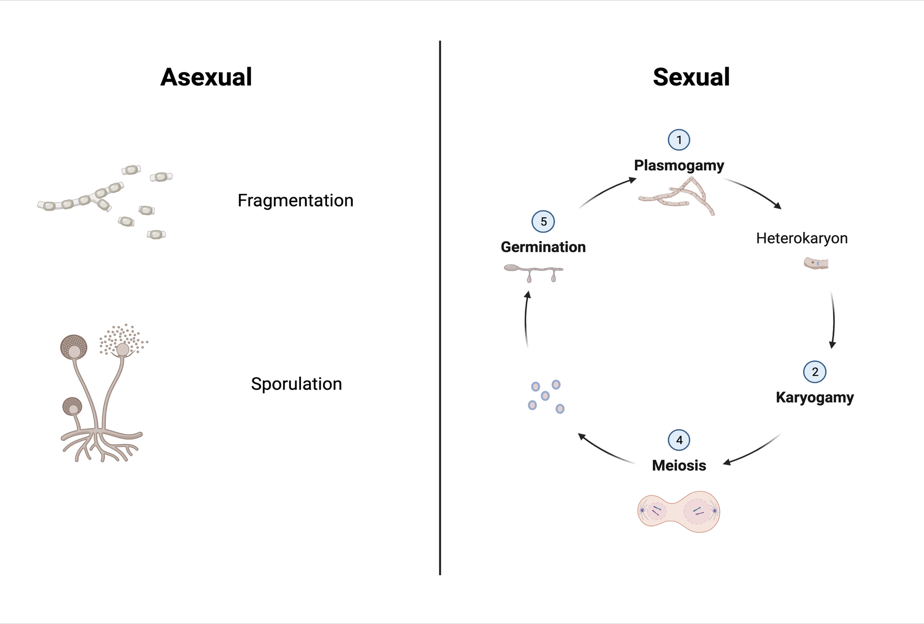 Asexual
Fragmentation
Sporulation
Sexual
1
Plasmogamy
Heterokaryon
2
Karyogamy
4
Meiosis
5
Germination